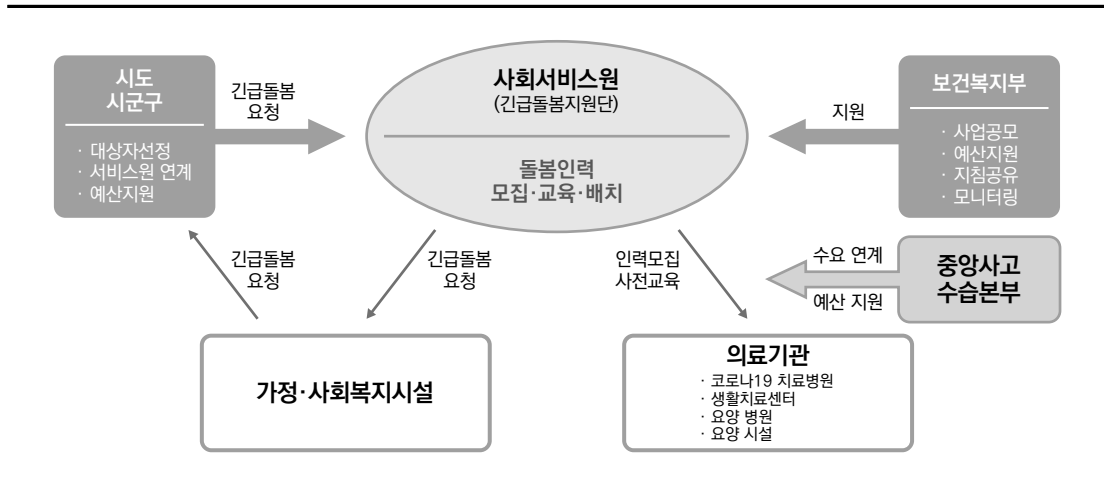 시도
시군구
· 대상자선정
· 서비스원 연계
· 예산지원
긴급돌봄
요청
사회서비스원
(긴급돌봄지원단)
돌봄인력
모집·교육·배치
지원
보건복지부
· 사업공모
· 예산지원
· 지침공유
· 모니터링
긴급돌봄
요청
긴급돌봄
요청
인력모집
사전교육
수요 연계
예산 지원
중앙사고
수습본부
가정·사회복지시설
의료기관
· 코로나19 치료병원
· 생활치료센터
· 요양 병원
· 요양 시설